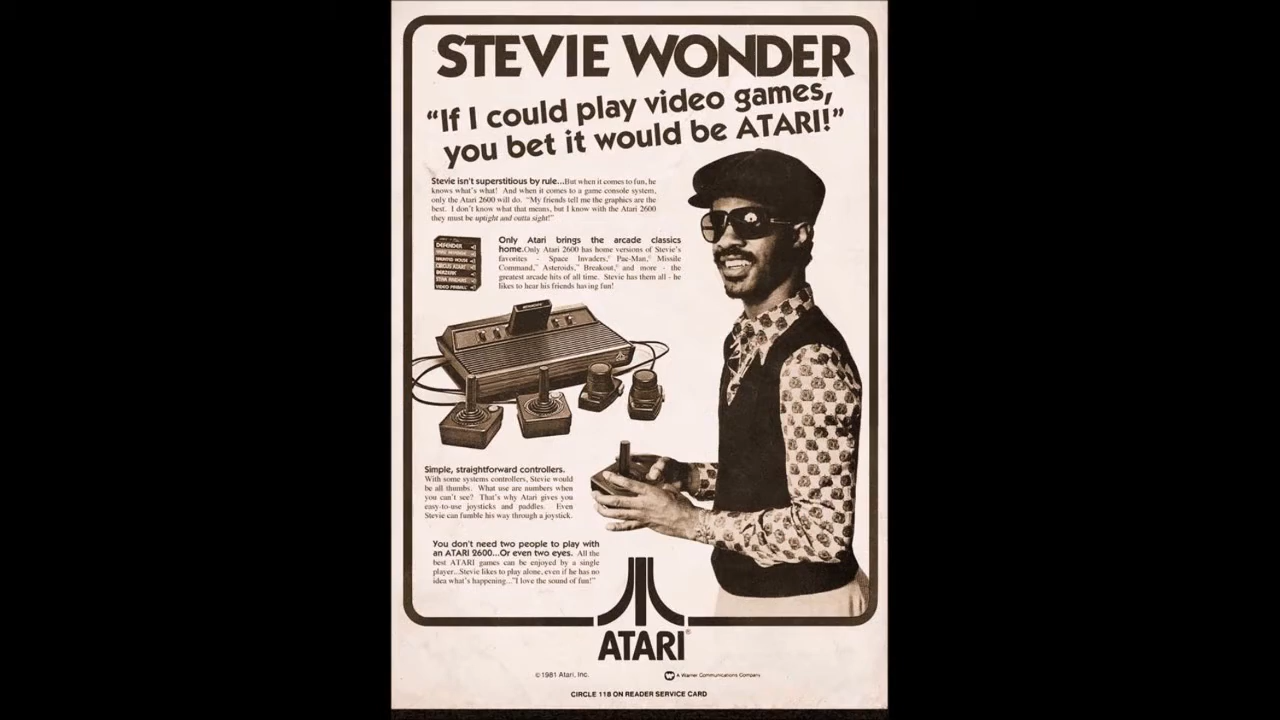 STEVIE WONDER
“If I could play video games,
you bet it would be ATARI!”
Stevie isn't superstitious by rule...But when it comes to fun, he
knows what's what! And when it comes to a game console system,
only the Atari 2600 will do. “My friends tell me the graphics are the
best. I don't know what that means, but I know with the Atari 2600
they must be uptight and outta sight!”
Only Atari brings the arcade classics
home.Only Atari 2600 has home versions of Stevie's
favorites - Space Invaders,® Pac-Man,® Missile
Command,™ Asteroids,™ Breakout,® and more - the
greatest arcade hits of all time. Stevie has them all - he
likes to hear his friends having fun!
DEFENDER
HAUNTED HOUSE
CIRCUS ATARI
BERZERK
STAR RAIDERS
VIDEO PINBALL
Simple, straightforward controllers.
With some systems controllers, Stevie would
be all thumbs. What use are numbers when
you can't see? That's why Atari gives you
easy-to-use joysticks and paddles. Even
Stevie can fumble his way through a joystick.
You don't need two people to play with
an ATARI 2600...Or even two eyes. All the
best ATARI games can be enjoyed by a single
player...Stevie likes to play alone, even if he has no
idea what's happening...”I love the sound of fun!”
ATARI®
© 1981 Atari, Inc.
A Warner Communications Company
CIRCLE 118 ON READER SERVICE CARD